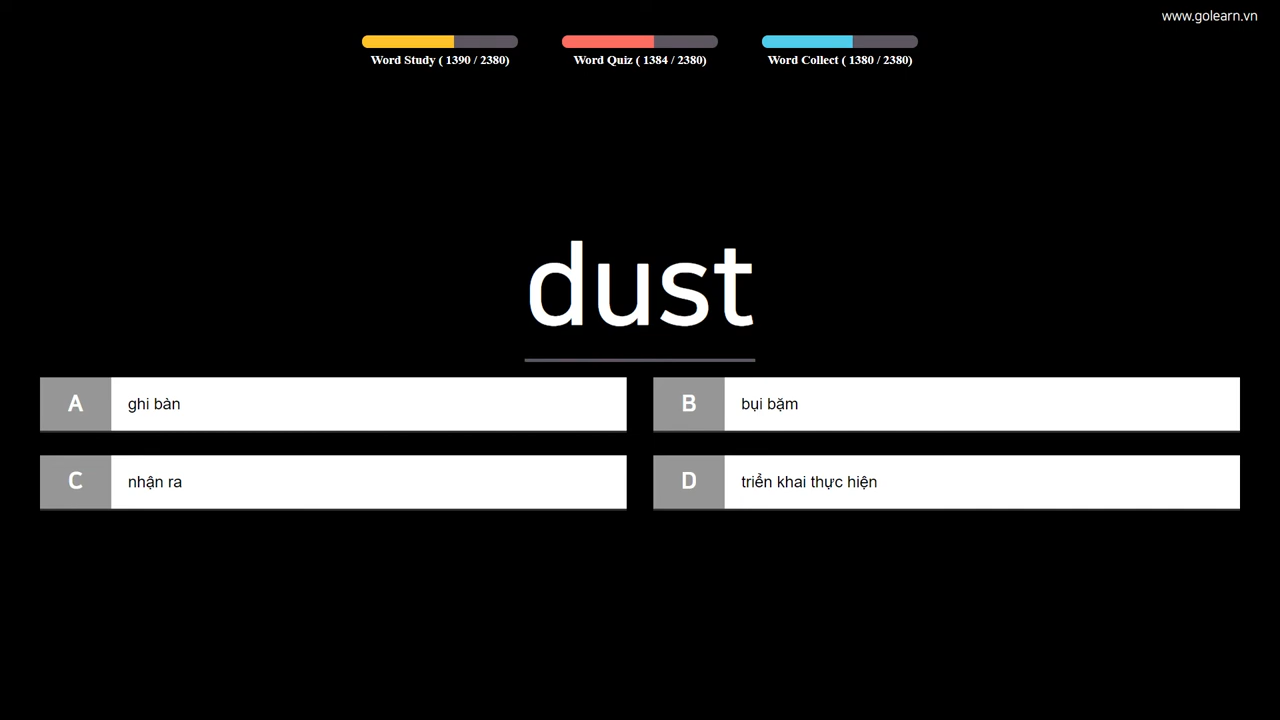 www.golearn.vn
Word Study ( 1390 / 2380)
Word Quiz ( 1384 / 2380)
Word Collect ( 1380 / 2380)
dust
A ghi bàn
B bụi bặm
C nhận ra
D triển khai thực hiện